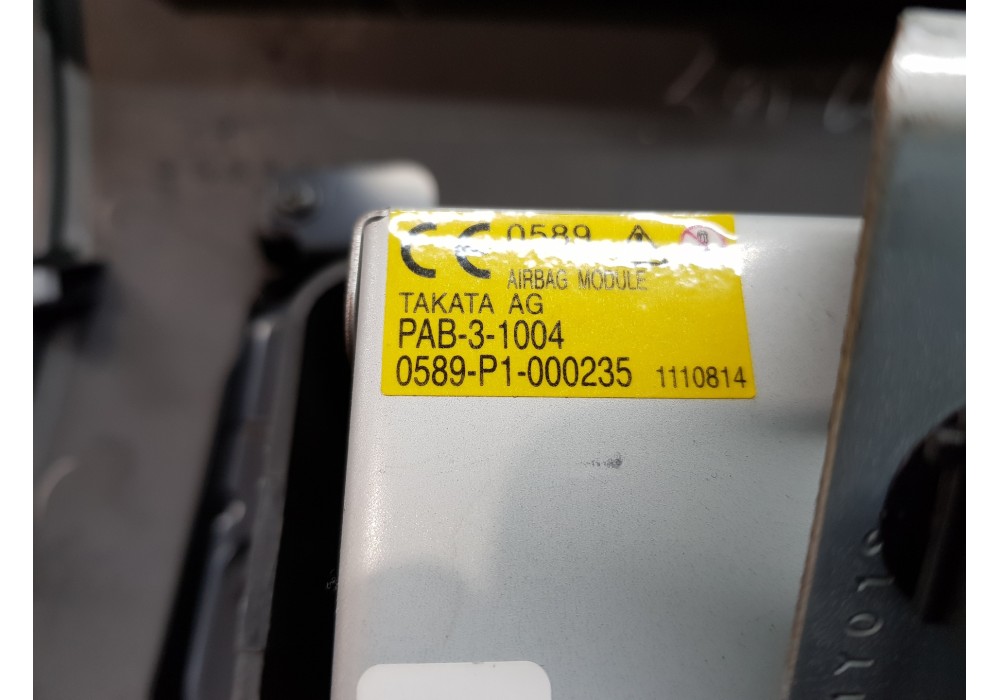 CE 0589
AIRBAG MODULE
TAKATA AG
PAB-3-1004
0589-P1-000235 1110814